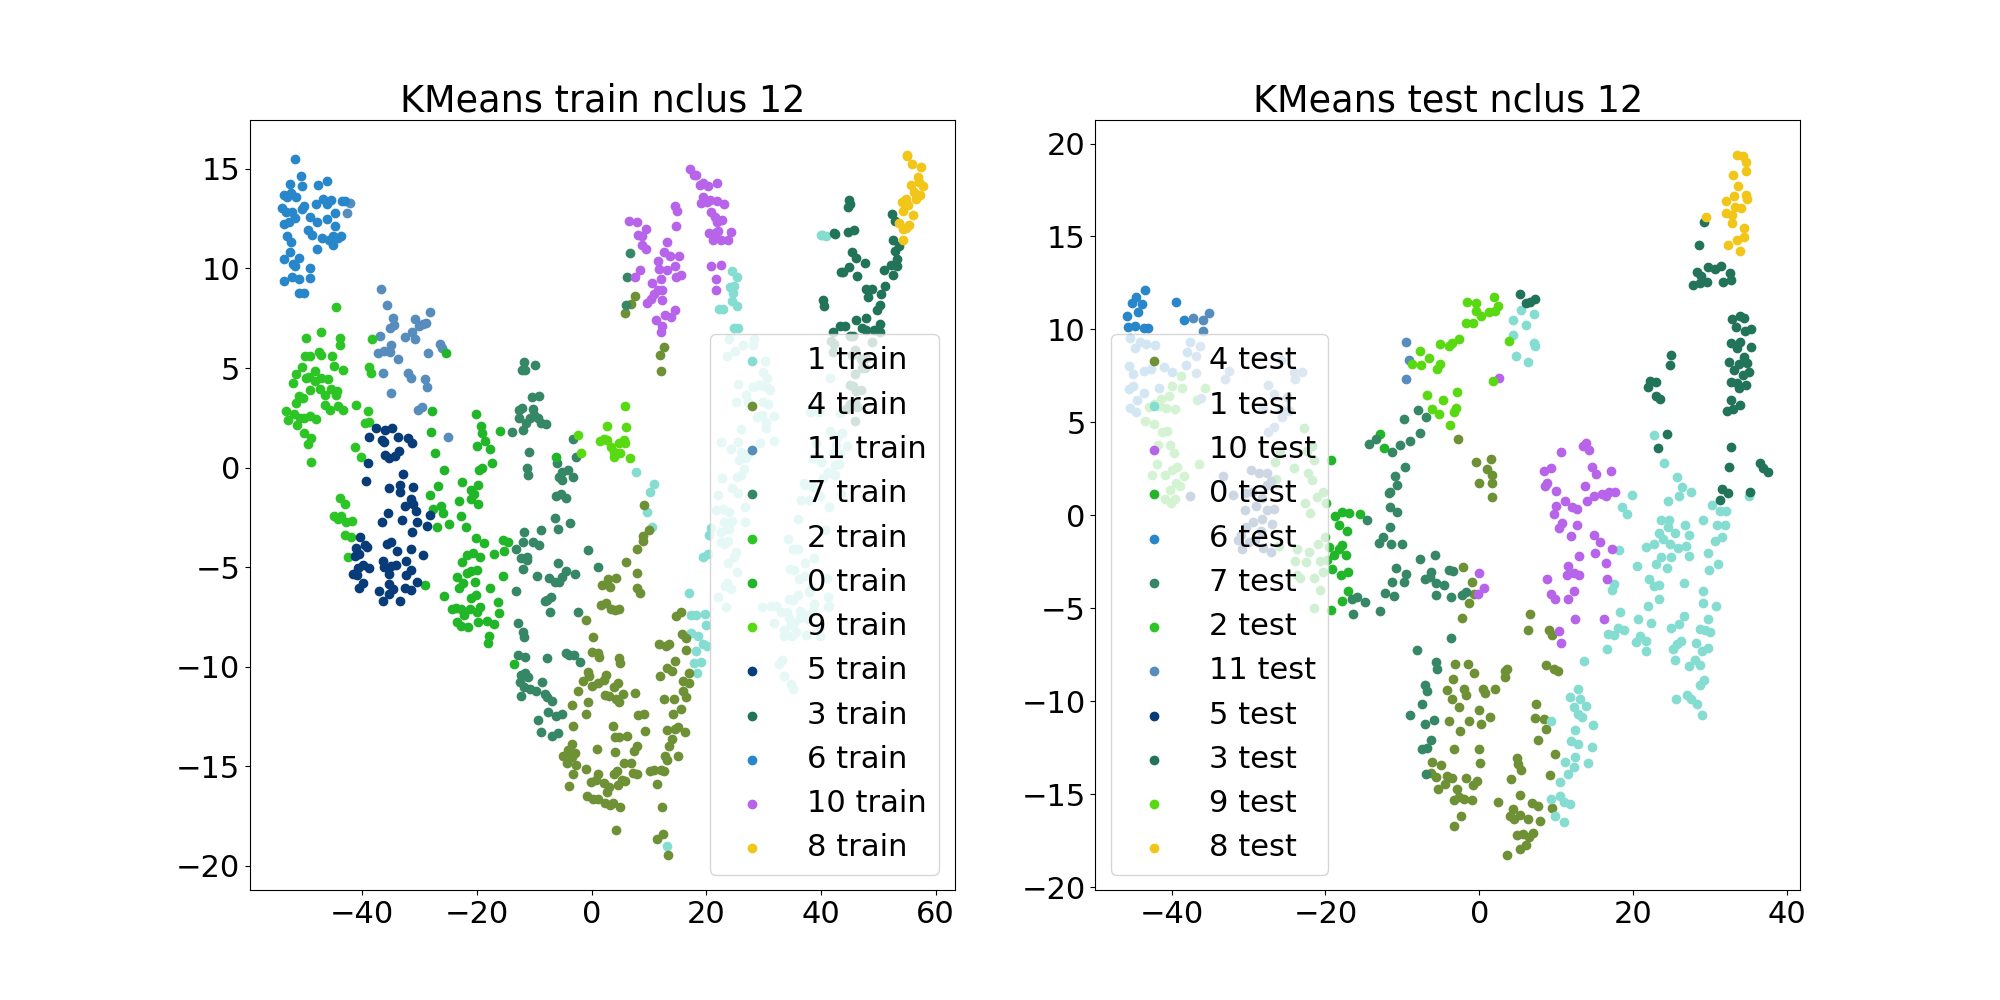 KMeans train nclus 12
15
10
5
0
−5
−10
−15
−20
−40
−20
0
20
40
60
1 train
4 train
11 train
7 train
2 train
0 train
9 train
5 train
3 train
6 train
10 train
8 train
KMeans test nclus 12
20
15
10
5
0
−5
−10
−15
−20
−40
−20
0
20
40
4 test
1 test
10 test
0 test
6 test
7 test
2 test
11 test
5 test
3 test
9 test
8 test